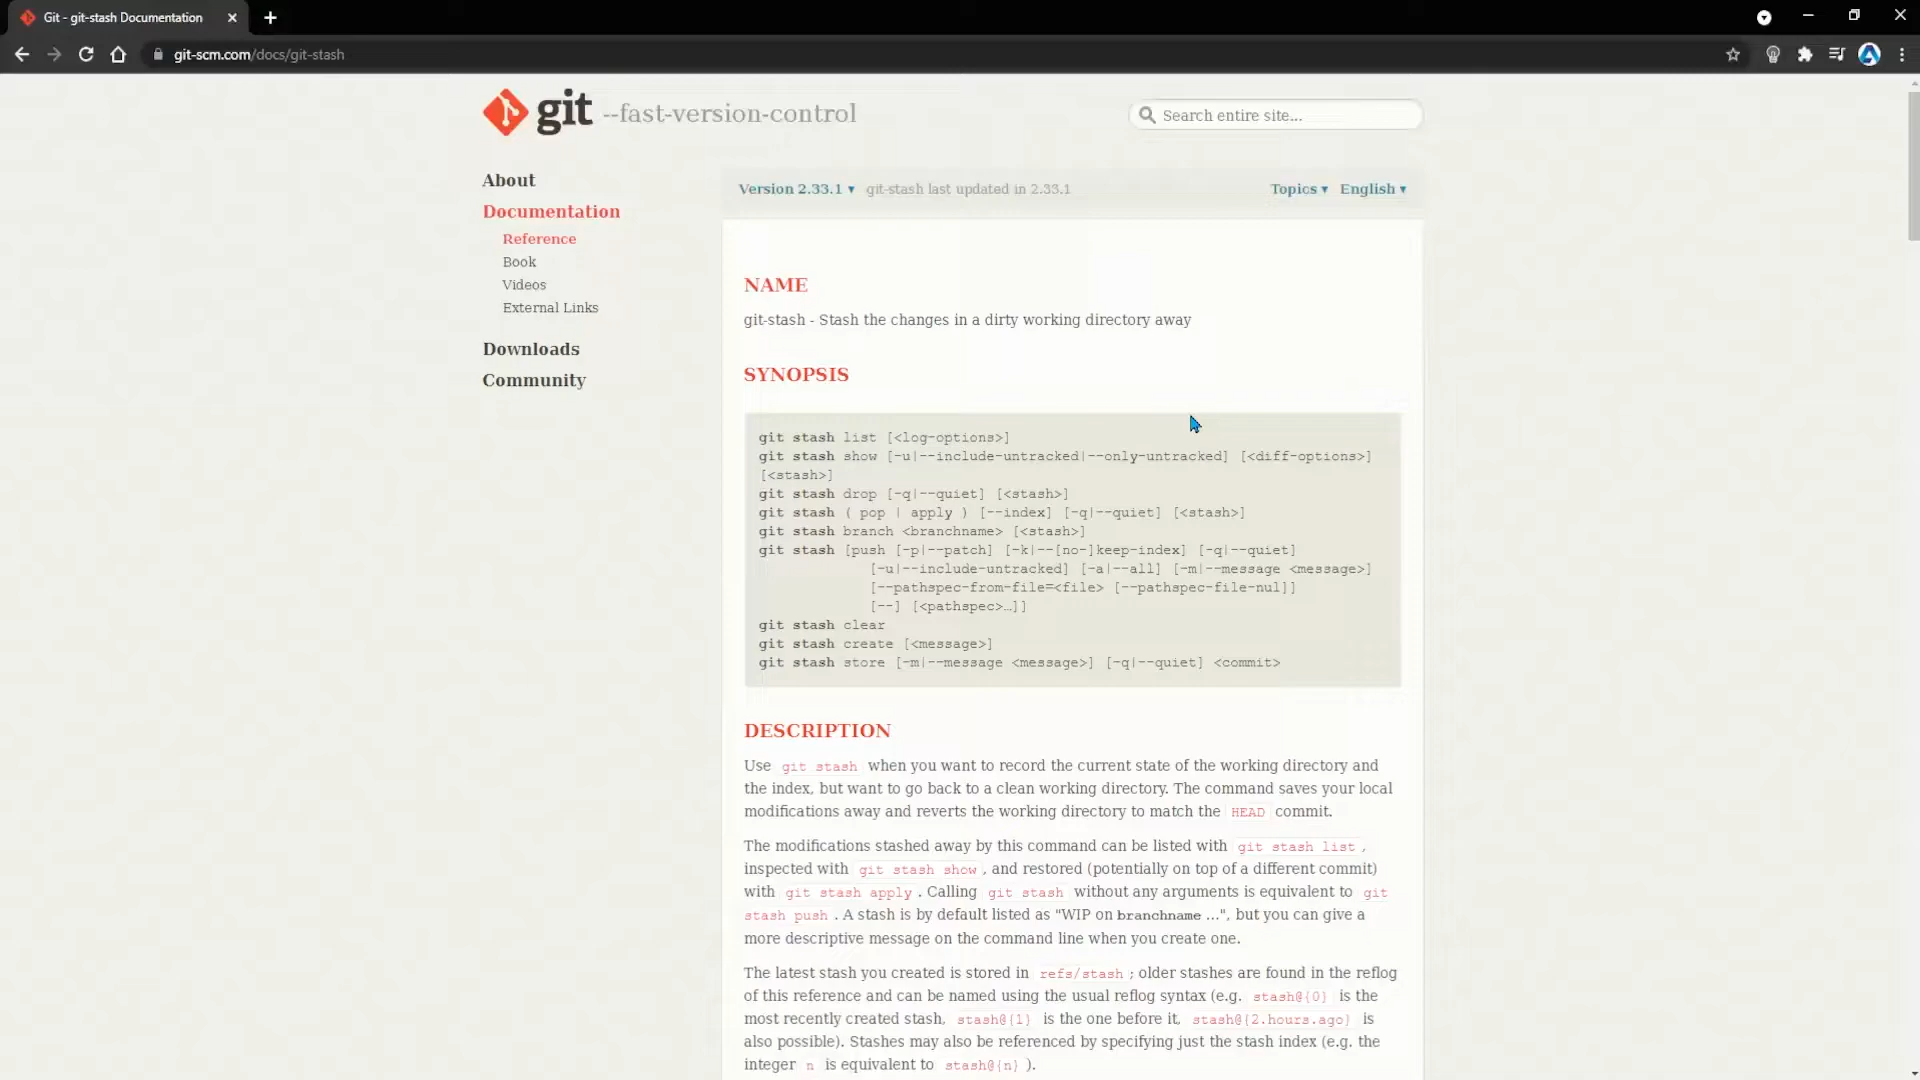 Git - git-stash Documentation
git-scm.com/docs/git-stash
git --fast-version-control
Search entire site...
About
Documentation
Reference
Book
Videos
External Links
Downloads
Community
Version 2.33.1 ▾ git-stash last updated in 2.33.1
Topics ▾ English ▾
NAME
git-stash - Stash the changes in a dirty working directory away
SYNOPSIS
git stash list [<log-options>]
git stash show [-u|--include-untracked|--only-untracked] [<diff-options>]
[<stash>]
git stash drop [-q|--quiet] [<stash>]
git stash ( pop | apply ) [--index] [-q|--quiet] [<stash>]
git stash branch <branchname> [<stash>]
git stash [push [-p|--patch] [-k|--[no-]keep-index] [-q|--quiet]
[-u|--include-untracked] [-a|--all] [-m|--message <message>]
[--pathspec-from-file=<file> [--pathspec-file-nul]]
[--] [<pathspec>…]]
git stash clear
git stash create [<message>]
git stash store [-m|--message <message>] [-q|--quiet] <commit>
DESCRIPTION
Use git stash when you want to record the current state of the working directory and
the index, but want to go back to a clean working directory. The command saves your local
modifications away and reverts the working directory to match the HEAD commit.
The modifications stashed away by this command can be listed with git stash list,
inspected with git stash show, and restored (potentially on top of a different commit)
with git stash apply. Calling git stash without any arguments is equivalent to git
stash push. A stash is by default listed as "WIP on branchname …", but you can give a
more descriptive message on the command line when you create one.
The latest stash you created is stored in refs/stash; older stashes are found in the reflog
of this reference and can be named using the usual reflog syntax (e.g. stash@{0} is the
most recently created stash, stash@{1} is the one before it, stash@{2.hours.ago} is
also possible). Stashes may also be referenced by specifying just the stash index (e.g. the
integer n is equivalent to stash@{n}).